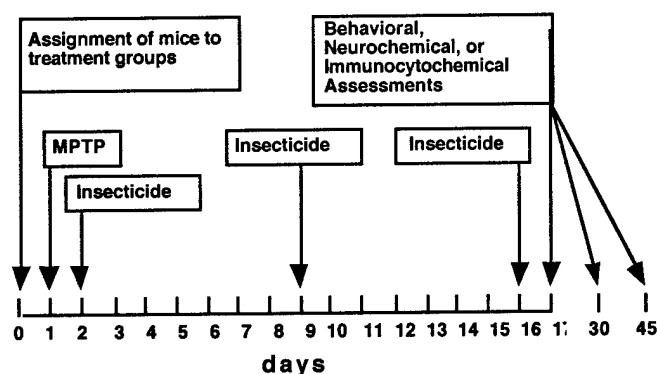 Assignment of mice to
treatment groups
Behavioral,
Neurochemical, or
Immunocytochemical
Assessments
MPTP
Insecticide
Insecticide
Insecticide
0 1 2 3 4 5 6 7 8 9 10 11 12 13 14 15 16 17 30 45
days